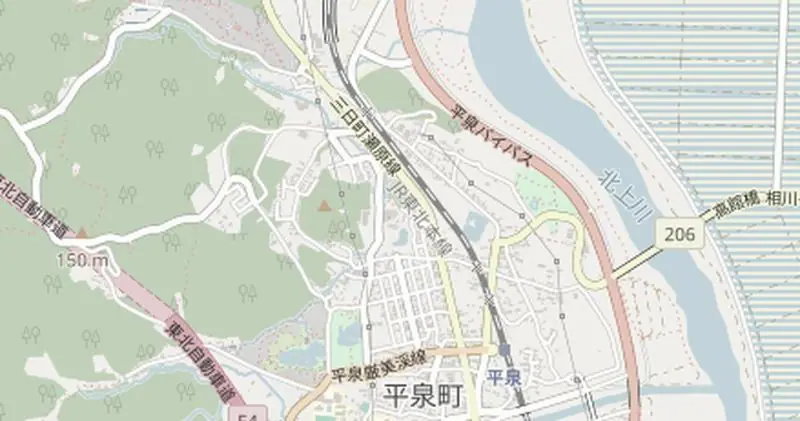 平泉バイパス
三日町瀬原線
JR東北本線
北上川
高館橋 相川
206
東北自動車道
150 m
東北自動車道
平泉厳美渓線
平泉
平泉町
54